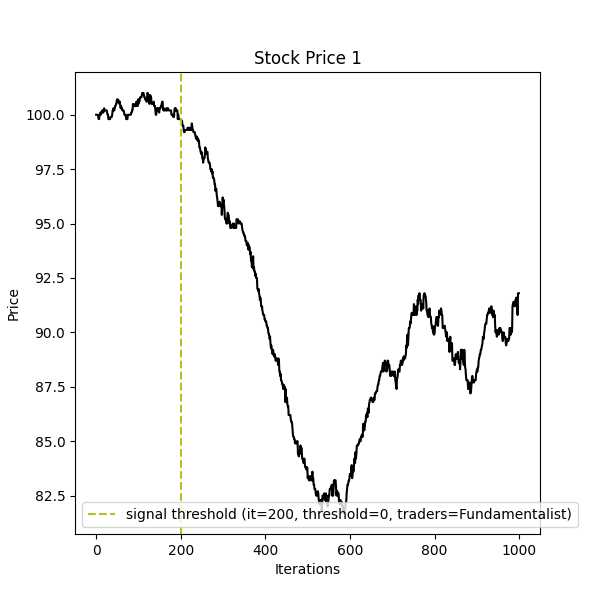 Stock Price 1
Price
100.0
97.5
95.0
92.5
90.0
87.5
85.0
82.5
signal threshold (it=200, threshold=0, traders=Fundamentalist)
0 200 400 600 800 1000
Iterations